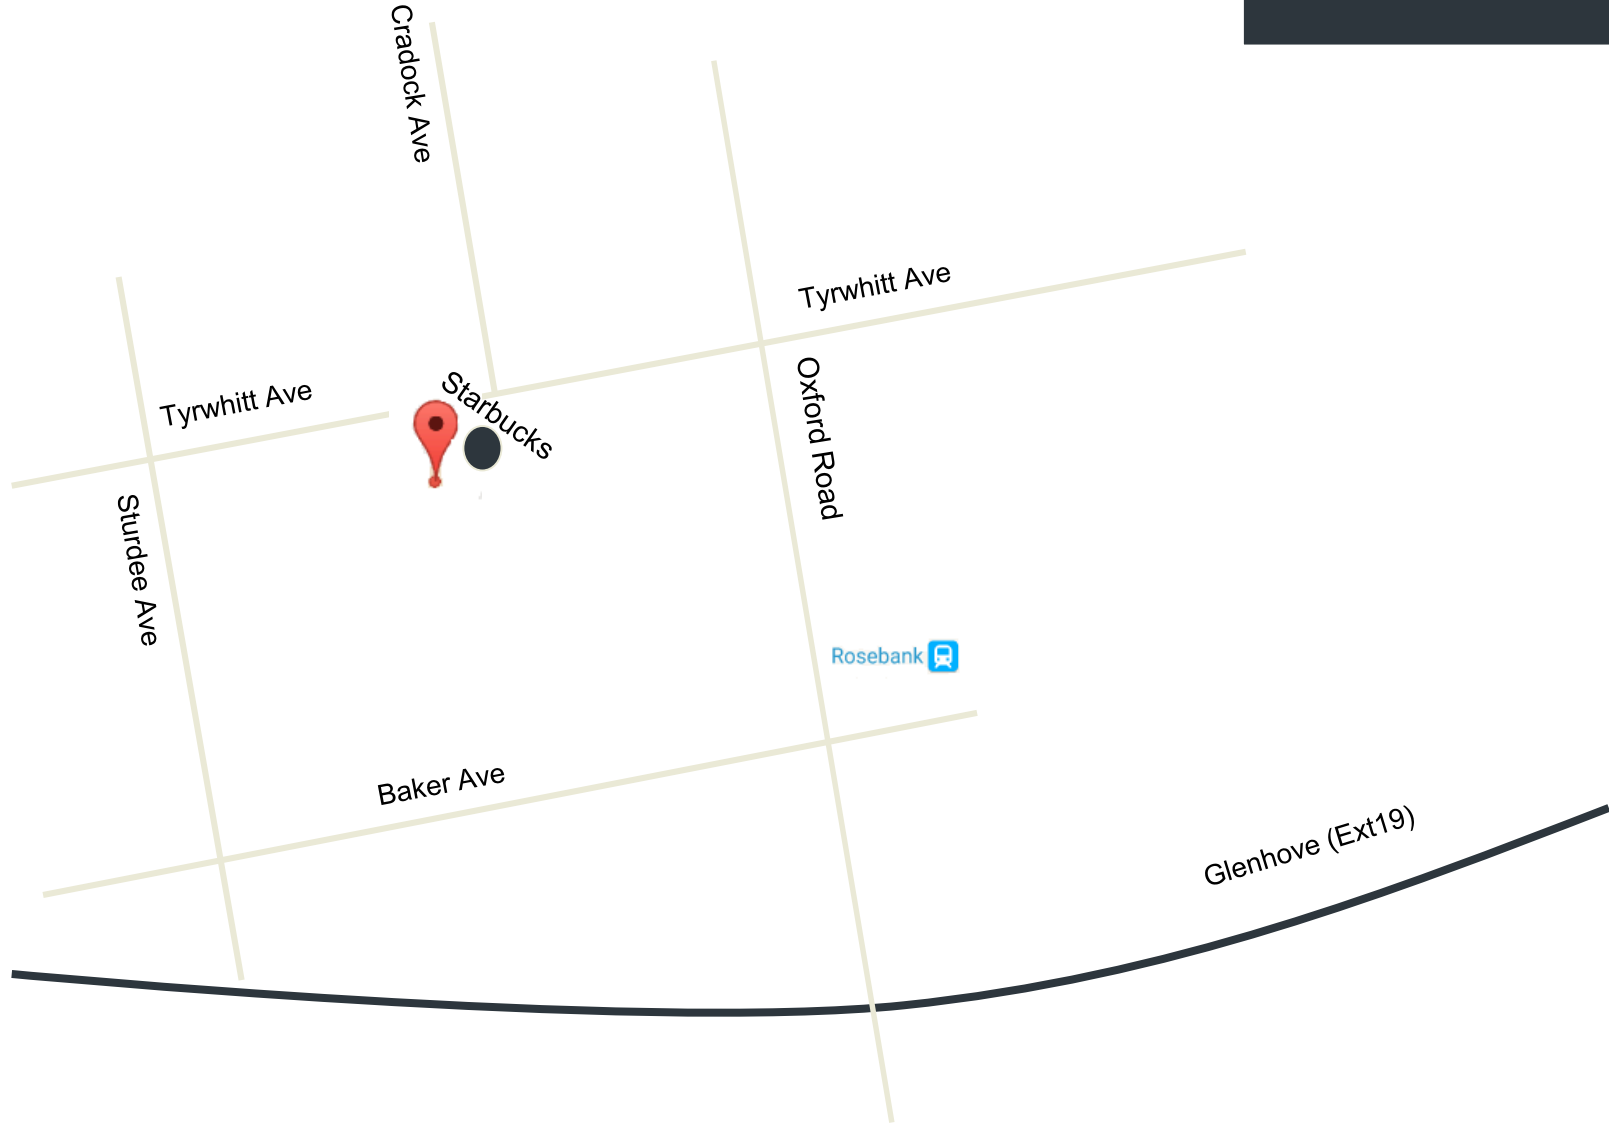 Cradock Ave
Tyrwhitt Ave
Tyrwhitt Ave
Starbucks
Oxford Road
Sturdee Ave
Rosebank
Baker Ave
Glenhove (Ext19)